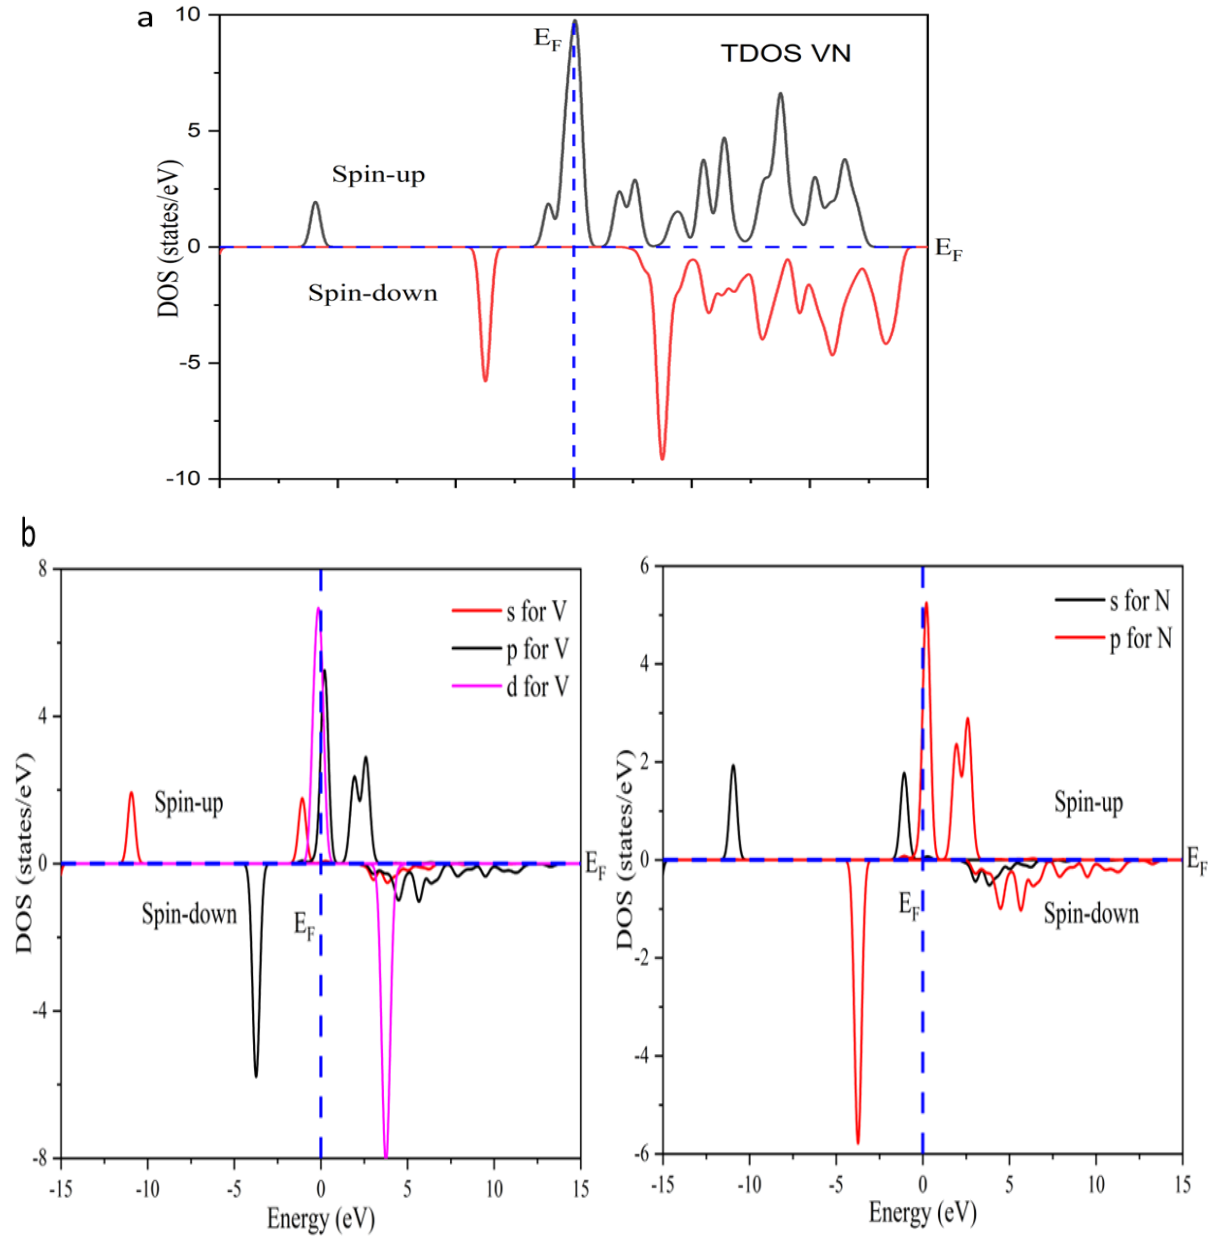 a
10
5
0
-5
-10
DOS (states/eV)
E_F
TDOS VN
Spin-up
Spin-down
E_F
b
8
4
0
-4
-8
DOS (states/eV)
s for V
p for V
d for V
Spin-up
Spin-down
E_F
E_F
-15
-10
-5
0
5
10
15
Energy (eV)
6
4
2
0
-2
-4
-6
DOS (states/eV)
s for N
p for N
Spin-up
E_F
E_F
Spin-down
-15
-10
-5
0
5
10
15
Energy (eV)